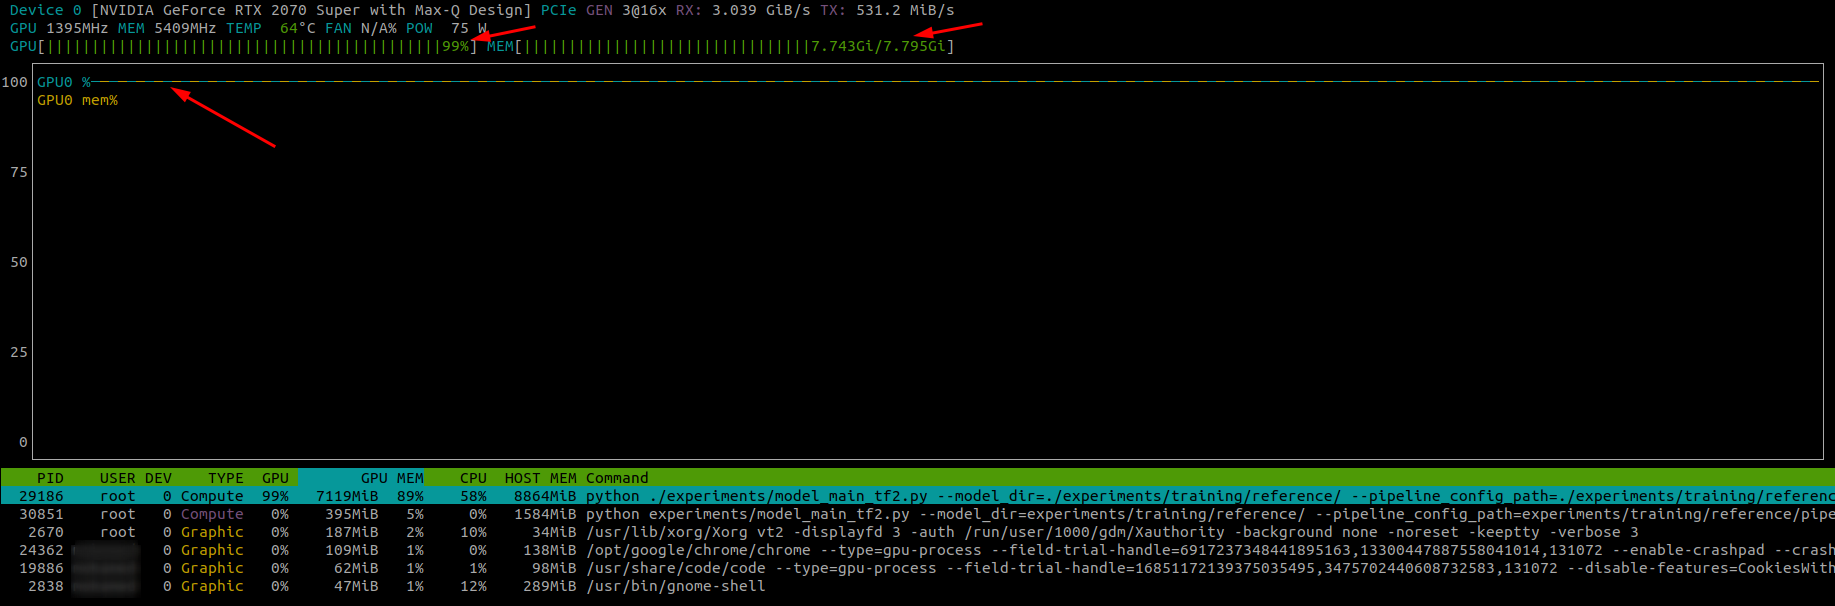 Device 0 [NVIDIA GeForce RTX 2070 Super with Max-Q Design] PCIe GEN 3@16x RX: 3.039 GiB/s TX: 531.2 MiB/s
GPU 1395MHz MEM 5409MHz TEMP 64°C FAN N/A% POW 75 W
GPU[||||||||||||||||||||||||||||||||||||||||||||99%] MEM[||||||||||||||||||||||||||||||||7.743Gi/7.795Gi]
100 GPU0 %
GPU0 mem%
75
50
25
0
PID USER DEV TYPE GPU GPU MEM CPU HOST MEM Command
29186 root 0 Compute 99% 7119MiB 89% 58% 8864MiB python ./experiments/model_main_tf2.py --model_dir=./experiments/training/reference/ --pipeline_config_path=./experiments/training/referenc
30851 root 0 Compute 0% 395MiB 5% 0% 1584MiB python experiments/model_main_tf2.py --model_dir=experiments/training/reference/ --pipeline_config_path=experiments/training/reference/pipe
2670 root 0 Graphic 0% 187MiB 2% 10% 34MiB /usr/lib/xorg/Xorg vt2 -displayfd 3 -auth /run/user/1000/gdm/Xauthority -background none -noreset -keeptty -verbose 3
24362 0 Graphic 0% 109MiB 1% 0% 138MiB /opt/google/chrome/chrome --type=gpu-process --field-trial-handle=6917237348441895163,13300447887558041014,131072 --enable-crashpad --crash
19886 0 Graphic 0% 62MiB 1% 1% 98MiB /usr/share/code/code --type=gpu-process --field-trial-handle=16851172139375035495,3475702440608732583,131072 --disable-features=CookiesWith
2838 0 Graphic 0% 47MiB 1% 12% 289MiB /usr/bin/gnome-shell